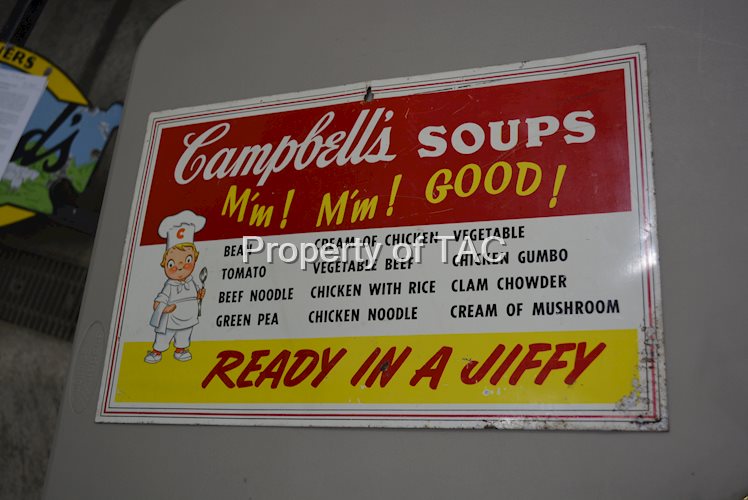 Campbell's SOUPS
M'm! M'm! GOOD!
BEAN CREAM OF CHICKEN VEGETABLE
TOMATO VEGETABLE BEEF CHICKEN GUMBO
BEEF NOODLE CHICKEN WITH RICE CLAM CHOWDER
GREEN PEA CHICKEN NOODLE CREAM OF MUSHROOM
READY IN A JIFFY
C
Property of TAC